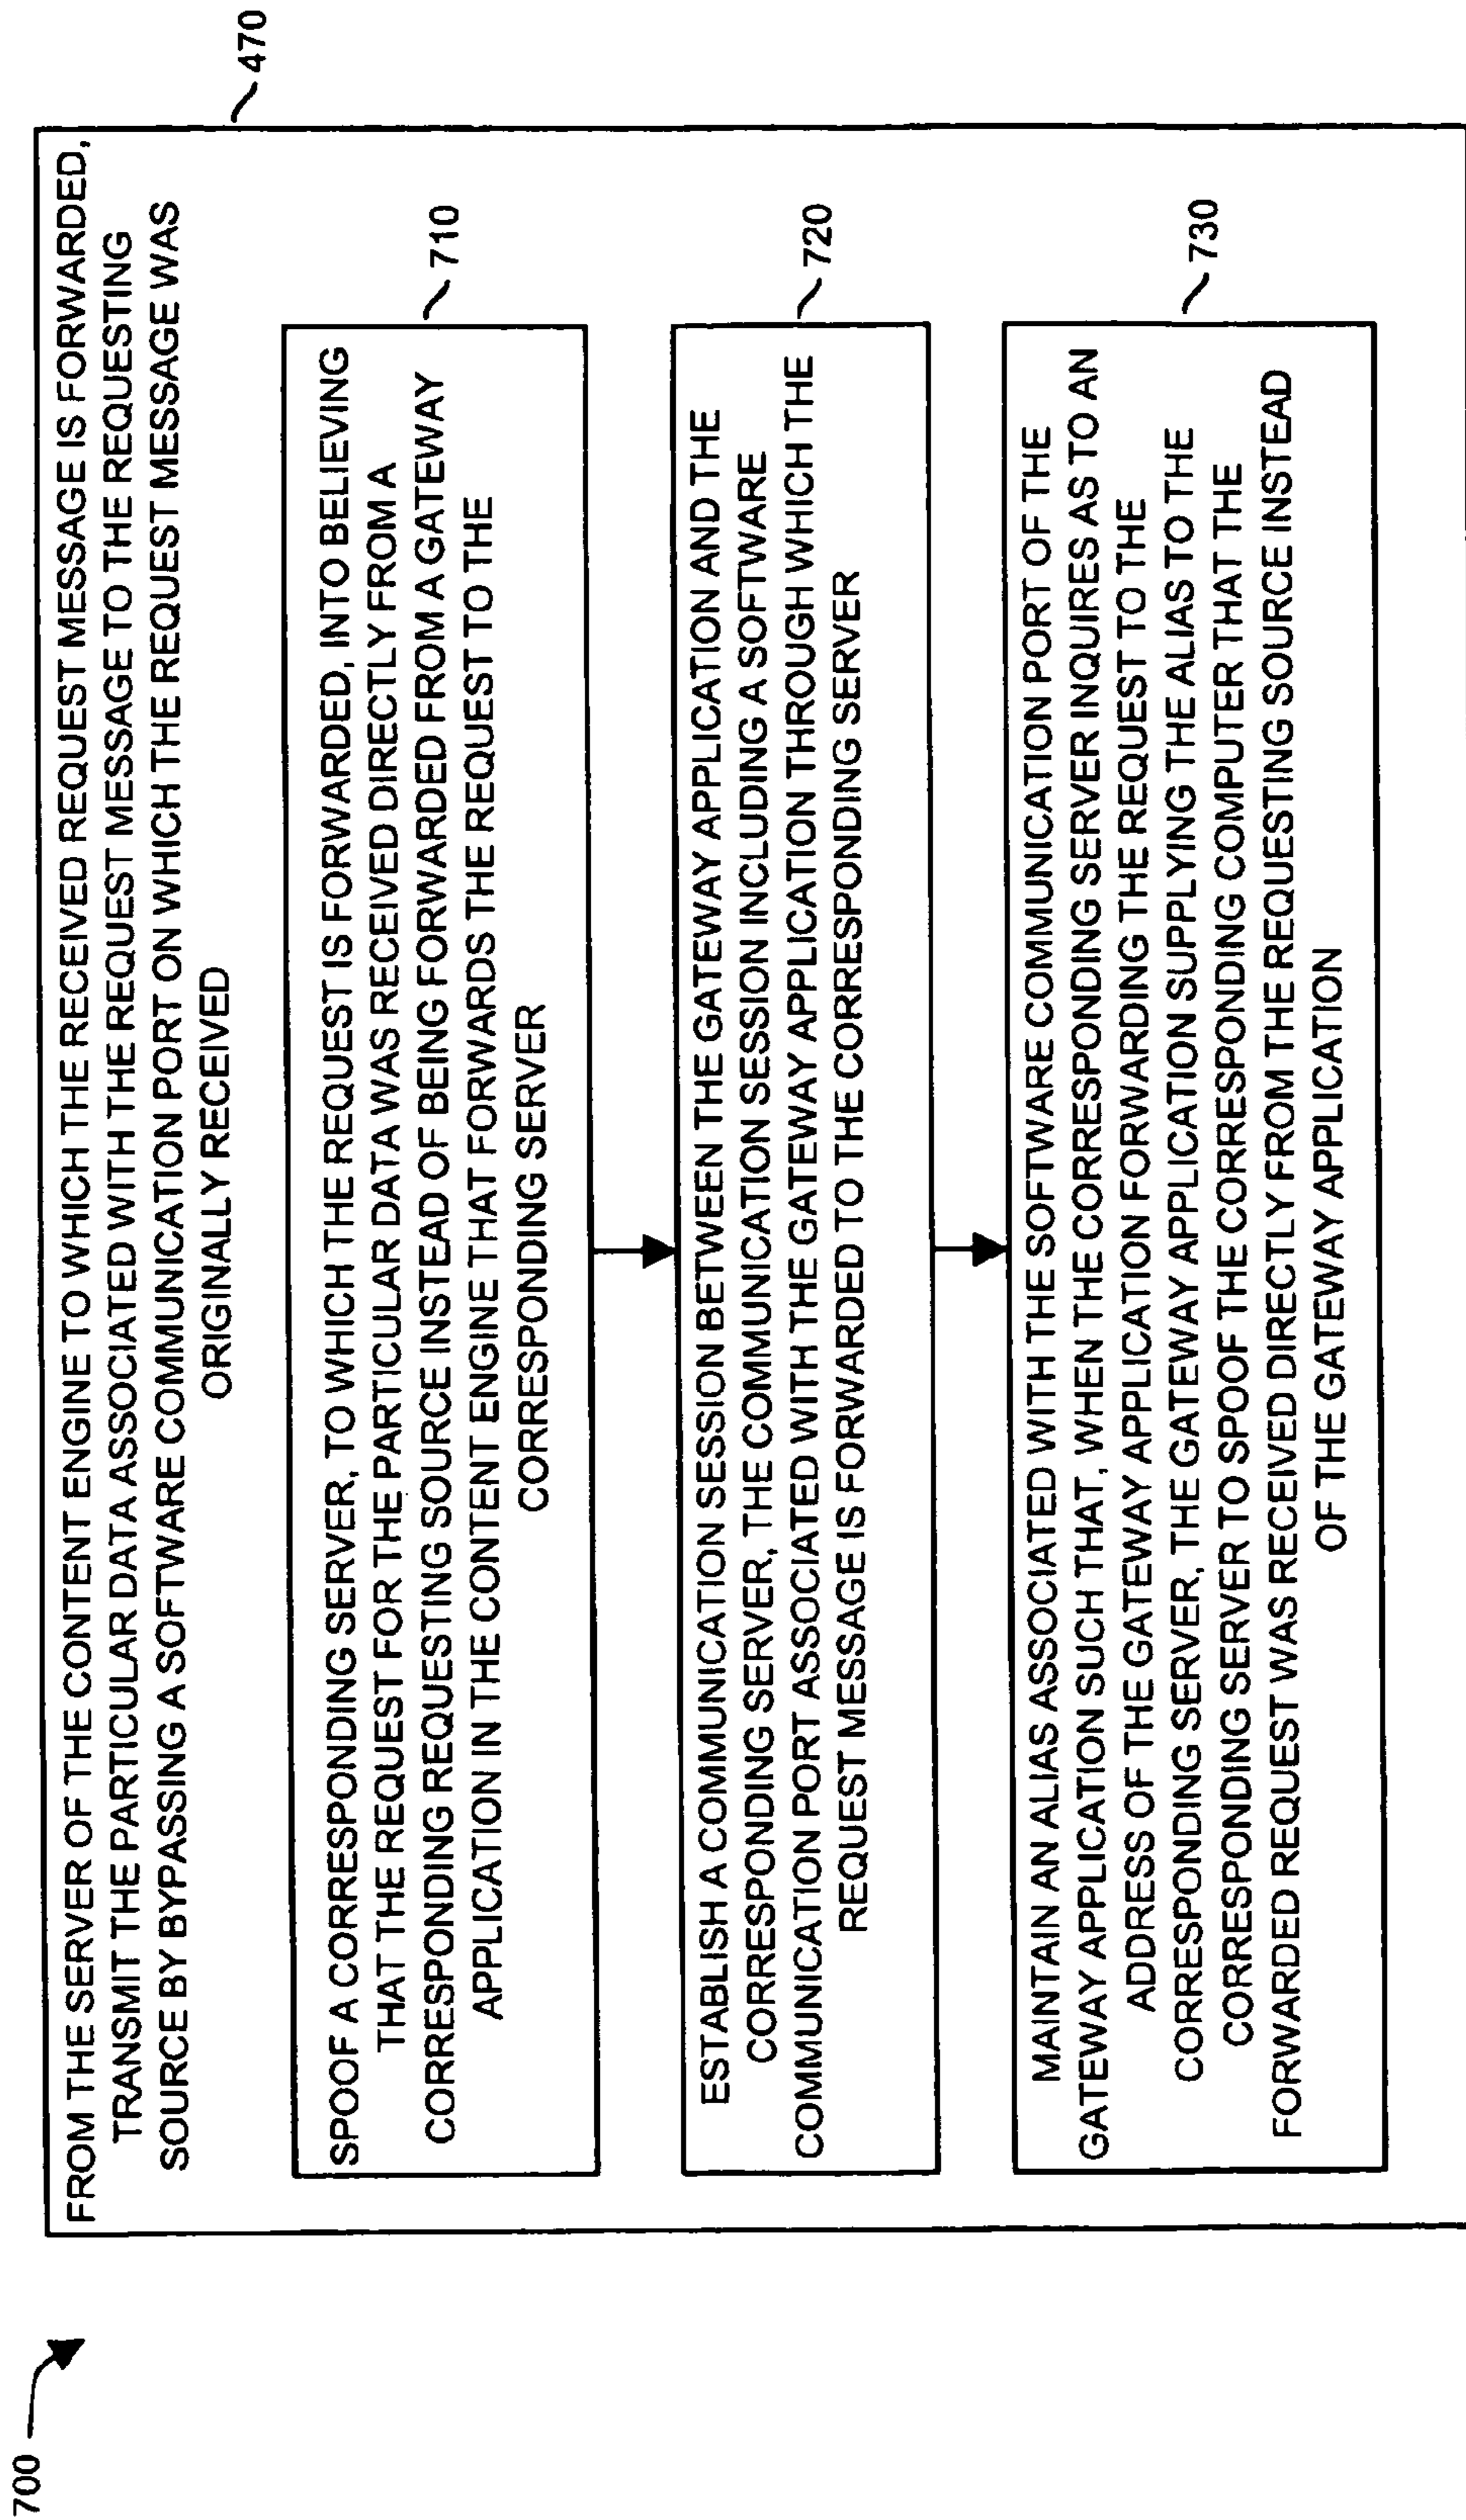 700
FROM THE SERVER OF THE CONTENT ENGINE TO WHICH THE RECEIVED REQUEST MESSAGE IS FORWARDED,
TRANSMIT THE PARTICULAR DATA ASSOCIATED WITH THE REQUEST MESSAGE TO THE REQUESTING
SOURCE BY BYPASSING A SOFTWARE COMMUNICATION PORT ON WHICH THE REQUEST MESSAGE WAS
ORIGINALLY RECEIVED
470
SPOOF A CORRESPONDING SERVER, TO WHICH THE REQUEST IS FORWARDED, INTO BELIEVING
THAT THE REQUEST FOR THE PARTICULAR DATA WAS RECEIVED DIRECTLY FROM A
CORRESPONDING REQUESTING SOURCE INSTEAD OF BEING FORWARDED FROM A GATEWAY
APPLICATION IN THE CONTENT ENGINE THAT FORWARDS THE REQUEST TO THE
CORRESPONDING SERVER
710
ESTABLISH A COMMUNICATION SESSION BETWEEN THE GATEWAY APPLICATION AND THE
CORRESPONDING SERVER, THE COMMUNICATION SESSION INCLUDING A SOFTWARE
COMMUNICATION PORT ASSOCIATED WITH THE GATEWAY APPLICATION THROUGH WHICH THE
REQUEST MESSAGE IS FORWARDED TO THE CORRESPONDING SERVER
720
MAINTAIN AN ALIAS ASSOCIATED WITH THE SOFTWARE COMMUNICATION PORT OF THE
GATEWAY APPLICATION SUCH THAT, WHEN THE CORRESPONDING SERVER INQUIRES AS TO AN
ADDRESS OF THE GATEWAY APPLICATION FORWARDING THE REQUEST TO THE
CORRESPONDING SERVER, THE GATEWAY APPLICATION SUPPLYING THE ALIAS TO THE
CORRESPONDING SERVER TO SPOOF THE CORRESPONDING COMPUTER THAT THE
FORWARDED REQUEST WAS RECEIVED DIRECTLY FROM THE REQUESTING SOURCE INSTEAD
OF THE GATEWAY APPLICATION
730